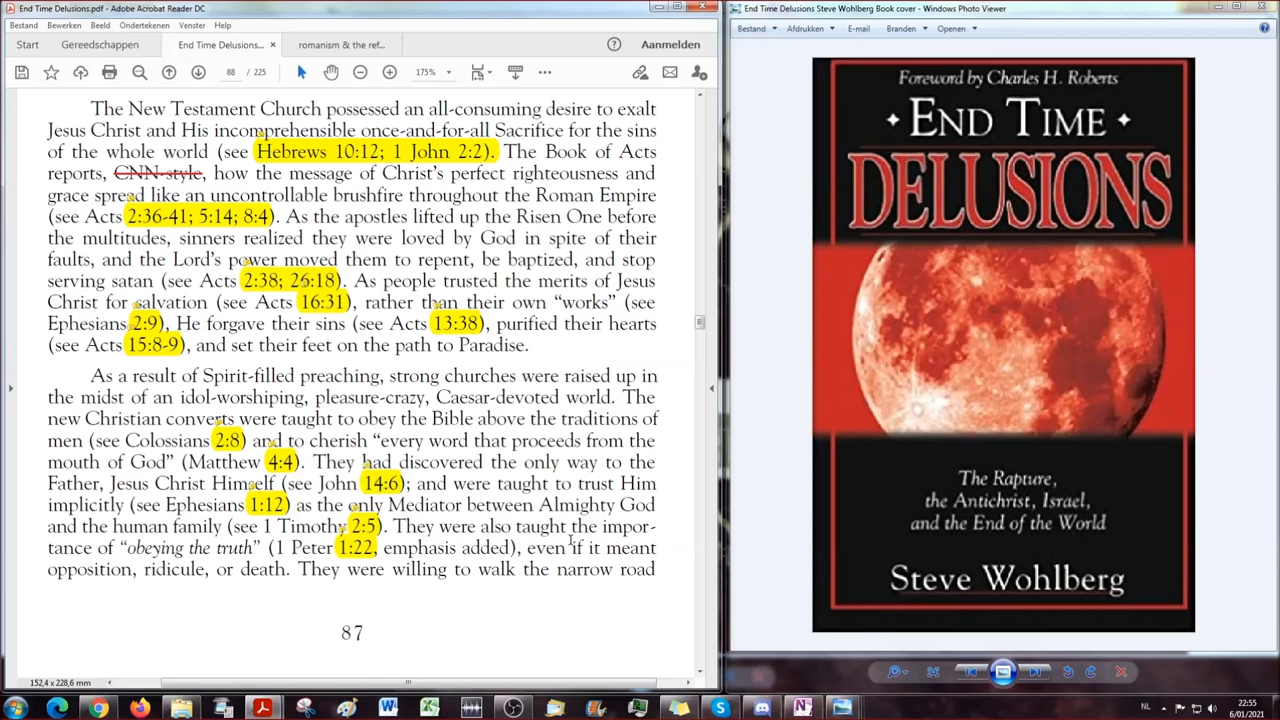 End Time Delusions.pdf - Adobe Acrobat Reader DC
Bestand Bewerken Beeld Ondertekenen Venster Help
Start Gereedschappen End Time Delusions... × romanism & the ref... Aanmelden
88 / 225 175%
The New Testament Church possessed an all-consuming desire to exalt
Jesus Christ and His incomprehensible once-and-for-all Sacrifice for the sins
of the whole world (see Hebrews 10:12; 1 John 2:2). The Book of Acts
reports, CNN-style, how the message of Christ's perfect righteousness and
grace spread like an uncontrollable brushfire throughout the Roman Empire
(see Acts 2:36-41; 5:14; 8:4). As the apostles lifted up the Risen One before
the multitudes, sinners realized they were loved by God in spite of their
faults, and the Lord's power moved them to repent, be baptized, and stop
serving satan (see Acts 2:38; 26:18). As people trusted the merits of Jesus
Christ for salvation (see Acts 16:31), rather than their own “works” (see
Ephesians 2:9), He forgave their sins (see Acts 13:38), purified their hearts
(see Acts 15:8-9), and set their feet on the path to Paradise.
As a result of Spirit-filled preaching, strong churches were raised up in
the midst of an idol-worshiping, pleasure-crazy, Caesar-devoted world. The
new Christian converts were taught to obey the Bible above the traditions of
men (see Colossians 2:8) and to cherish “every word that proceeds from the
mouth of God” (Matthew 4:4). They had discovered the only way to the
Father, Jesus Christ Himself (see John 14:6); and were taught to trust Him
implicitly (see Ephesians 1:12) as the only Mediator between Almighty God
and the human family (see 1 Timothy 2:5). They were also taught the impor-
tance of “obeying the truth” (1 Peter 1:22, emphasis added), even if it meant
opposition, ridicule, or death. They were willing to walk the narrow road
87
152,4 x 228,6 mm
End Time Delusions Steve Wohlberg Book cover - Windows Photo Viewer
Bestand Afdrukken E-mail Branden Openen
Foreword by Charles H. Roberts
END TIME
DELUSIONS
The Rapture,
the Antichrist, Israel,
and the End of the World
Steve Wohlberg
NL 22:55
6/01/2021